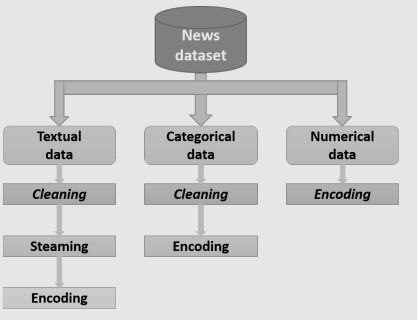 News
dataset
Textual
data
Categorical
data
Numerical
data
Cleaning
Cleaning
Encoding
Steaming
Encoding
Encoding